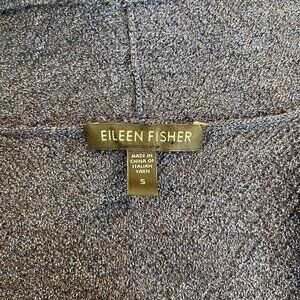 EILEEN FISHER
MADE IN
CHINA OF
ITALIAN
YARN
S